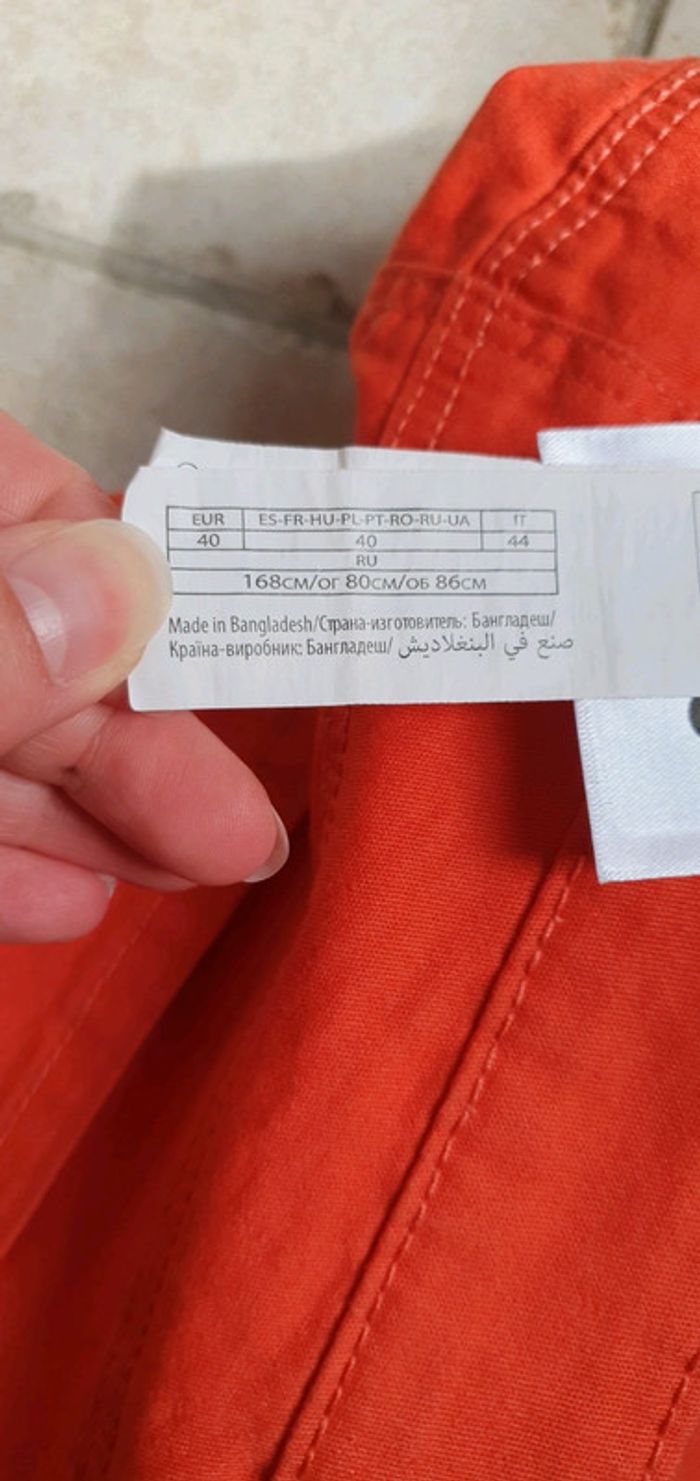 EUR ES-FR-HU-PL-PT-RO-RU-UA IT
40 40 44
RU
168СМ/ОГ 80СМ/ОБ 86СМ
Made in Bangladesh/Страна-изготовитель: Бангладеш/
Країна-виробник: Бангладеш/ صنع في البنغلاديش